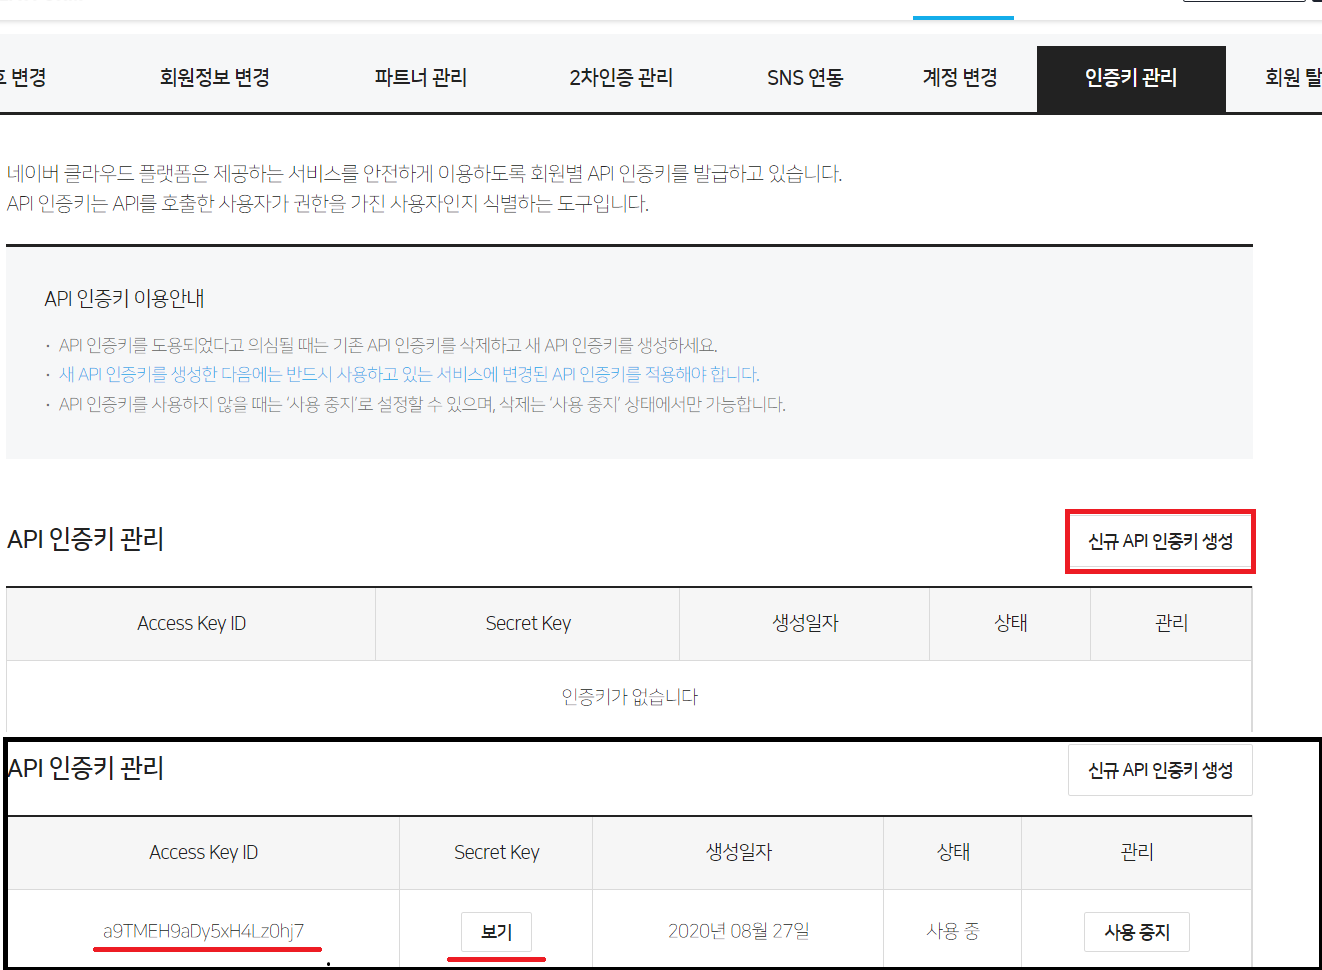 호 변경 회원정보 변경 파트너 관리 2차인증 관리 SNS 연동 계정 변경 인증키 관리 회원 탈
네이버 클라우드 플랫폼은 제공하는 서비스를 안전하게 이용하도록 회원별 API 인증키를 발급하고 있습니다.
API 인증키는 API를 호출한 사용자가 권한을 가진 사용자인지 식별하는 도구입니다.
API 인증키 이용안내
· API 인증키를 도용되었다고 의심될 때는 기존 API 인증키를 삭제하고 새 API 인증키를 생성하세요.
· 새 API 인증키를 생성한 다음에는 반드시 사용하고 있는 서비스에 변경된 API 인증키를 적용해야 합니다.
· API 인증키를 사용하지 않을 때는 '사용 중지'로 설정할 수 있으며, 삭제는 '사용 중지' 상태에서만 가능합니다.
API 인증키 관리 신규 API 인증키 생성
Access Key ID Secret Key 생성일자 상태 관리
인증키가 없습니다
API 인증키 관리 신규 API 인증키 생성
Access Key ID Secret Key 생성일자 상태 관리
a9TMEH9aDy5xH4Lz0hj7 보기 2020년 08월 27일 사용 중 사용 중지